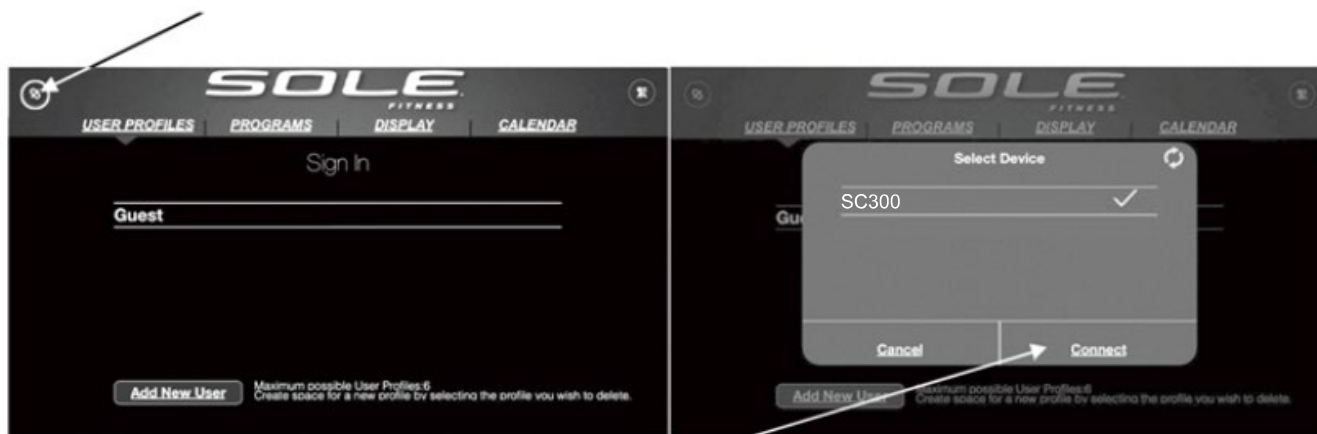 SOLE
FITNESS
USER PROFILES PROGRAMS DISPLAY CALENDAR
Sign In
Guest
Add New User
Maximum possible User Profiles:6
Create space for a new profile by selecting the profile you wish to delete.
SOLE
FITNESS
USER PROFILES PROGRAMS DISPLAY CALENDAR
Select Device
SC300
Gu
Cancel Connect
Add New User
Maximum possible User Profiles:6
Create space for a new profile by selecting the profile you wish to delete.